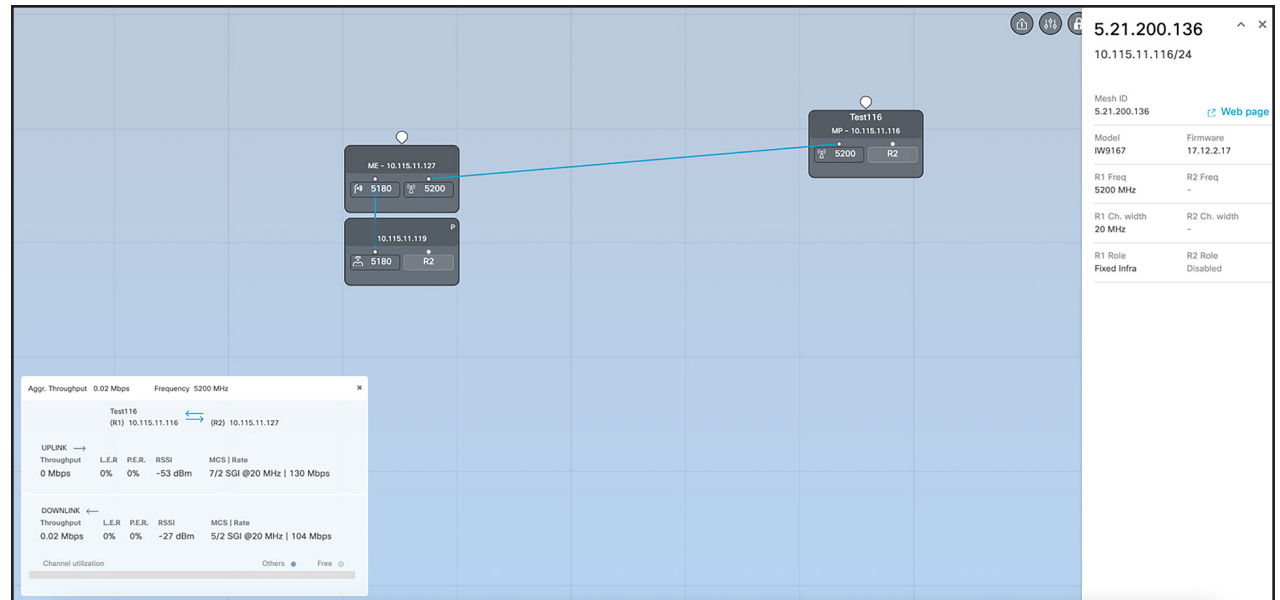 5.21.200.136
10.115.11.116/24
Mesh ID
5.21.200.136 Web page
Model Firmware
IW9167 17.12.2.17
R1 Freq R2 Freq
5200 MHz -
R1 Ch. width R2 Ch. width
20 MHz -
R1 Role R2 Role
Fixed Infra Disabled
Test116
MP - 10.115.11.116
5200 R2
ME - 10.115.11.127
5180 5200
P
10.115.11.119
5180 R2
Aggr. Throughput 0.02 Mbps Frequency 5200 MHz
Test116
(R1) 10.115.11.116 (R2) 10.115.11.127
UPLINK
Throughput L.E.R P.E.R. RSSI MCS | Rate
0 Mbps 0% 0% -53 dBm 7/2 SGI @20 MHz | 130 Mbps
DOWNLINK
Throughput L.E.R P.E.R. RSSI MCS | Rate
0.02 Mbps 0% 0% -27 dBm 5/2 SGI @20 MHz | 104 Mbps
Channel utilization Others Free